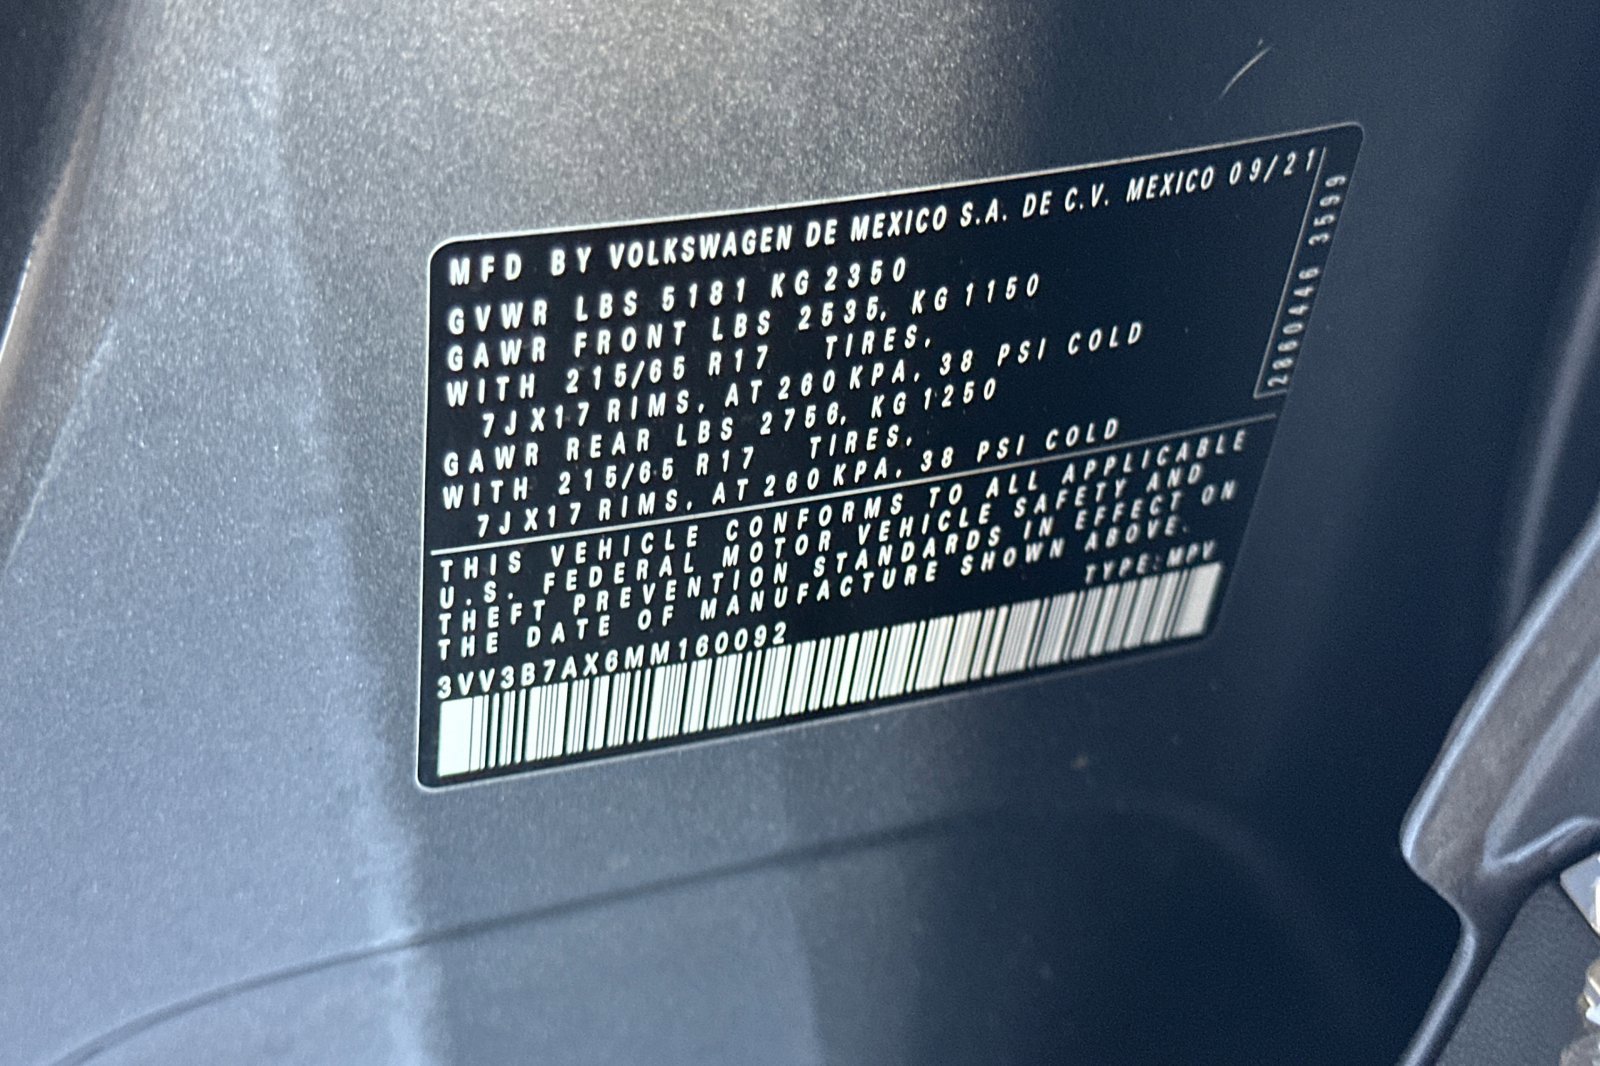 MFD BY VOLKSWAGEN DE MEXICO S.A. DE C.V. MEXICO 09/21
GVWR LBS 5181 KG 2350
GAWR FRONT LBS 2535, KG 1150
WITH 215/65 R17 TIRES,
7JX17 RIMS, AT 260 KPA, 38 PSI COLD
GAWR REAR LBS 2756, KG 1250
WITH 215/65 R17 TIRES,
7JX17 RIMS, AT 260 KPA, 38 PSI COLD
THIS VEHICLE CONFORMS TO ALL APPLICABLE
U.S. FEDERAL MOTOR VEHICLE SAFETY AND
THEFT PREVENTION STANDARDS IN EFFECT ON
THE DATE OF MANUFACTURE SHOWN ABOVE.
TYPE:MPV
3VV3B7AX6MM160092
3599